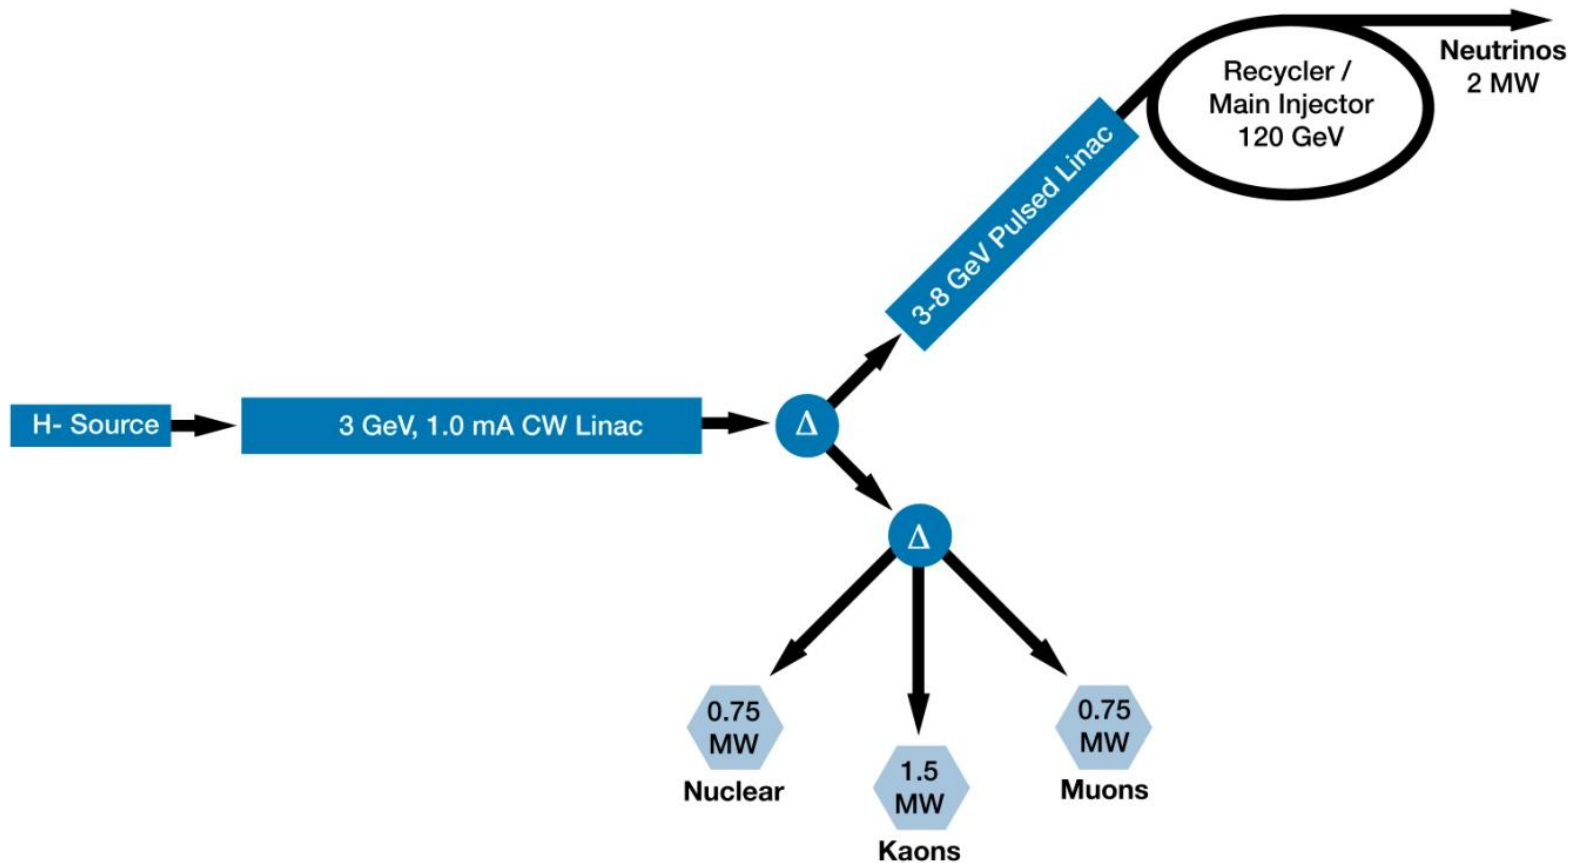 Neutrinos
2 MW
Recycler /
Main Injector
120 GeV
3-8 GeV Pulsed Linac
H- Source
3 GeV, 1.0 mA CW Linac
Δ
Δ
0.75
MW
Nuclear
1.5
MW
Kaons
0.75
MW
Muons